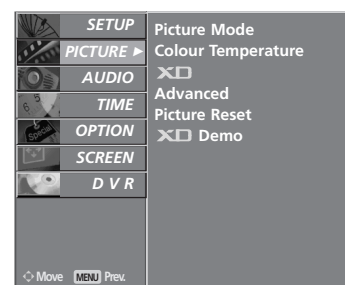 SETUP
PICTURE ►
AUDIO
TIME
OPTION
SCREEN
D V R
Move MENU Prev.
Picture Mode
Colour Temperature
XD
Advanced
Picture Reset
XD Demo
Special